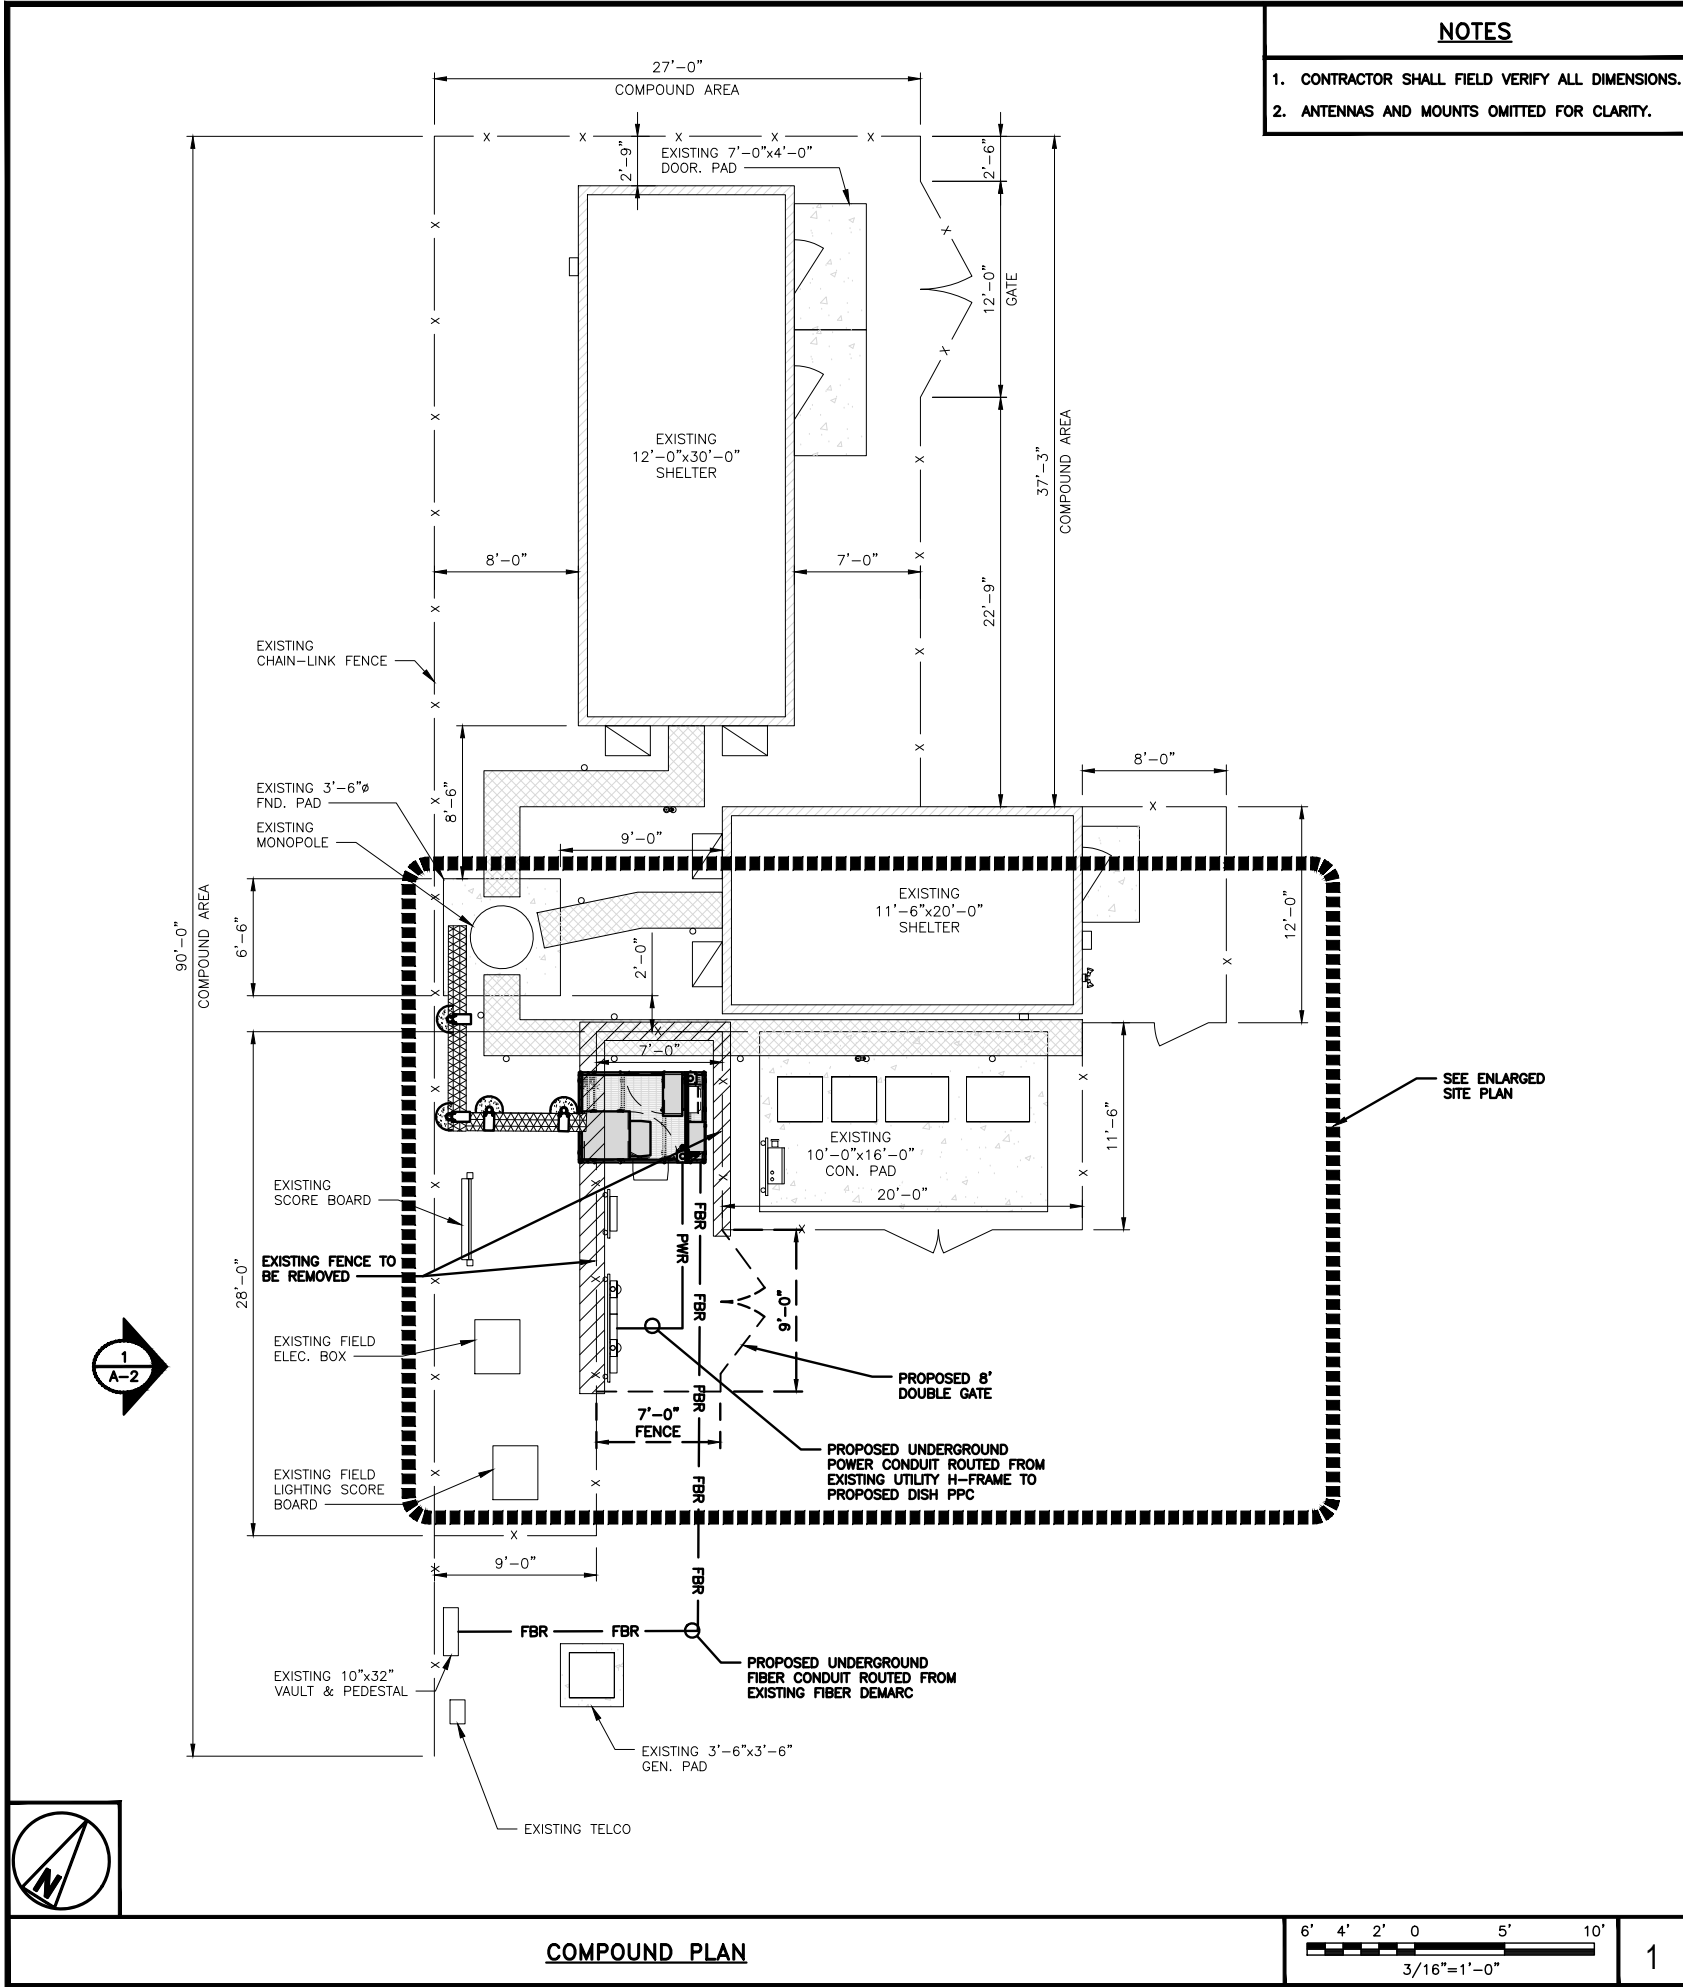 NOTES
1. CONTRACTOR SHALL FIELD VERIFY ALL DIMENSIONS.
2. ANTENNAS AND MOUNTS OMITTED FOR CLARITY.
27'-0"
COMPOUND AREA
2'-9"
EXISTING 7'-0"x4'-0"
DOOR. PAD
2'-6"
12'-0"
GATE
EXISTING
12'-0"x30'-0"
SHELTER
37'-3"
COMPOUND AREA
8'-0"
7'-0"
22'-9"
EXISTING
CHAIN-LINK FENCE
8'-0"
EXISTING 3'-6"ø
FND. PAD
8'-6"
EXISTING
MONOPOLE
9'-0"
EXISTING
11'-6"x20'-0"
SHELTER
12'-0"
90'-0"
COMPOUND AREA
6'-6"
2'-0"
7'-0"
SEE ENLARGED
SITE PLAN
EXISTING
10'-0"x16'-0"
CON. PAD
11'-6"
20'-0"
EXISTING
SCORE BOARD
FBR
PWR
EXISTING FENCE TO
BE REMOVED
28'-0"
FBR
9'-0"
EXISTING FIELD
ELEC. BOX
1
A-2
PROPOSED 8'
DOUBLE GATE
FBR
7'-0"
FENCE
PROPOSED UNDERGROUND
POWER CONDUIT ROUTED FROM
EXISTING UTILITY H-FRAME TO
PROPOSED DISH PPC
EXISTING FIELD
LIGHTING SCORE
BOARD
FBR
9'-0"
FBR
FBR FBR
PROPOSED UNDERGROUND
FIBER CONDUIT ROUTED FROM
EXISTING FIBER DEMARC
EXISTING 10"x32"
VAULT & PEDESTAL
EXISTING 3'-6"x3'-6"
GEN. PAD
EXISTING TELCO
N
COMPOUND PLAN
6' 4' 2' 0 5' 10'
3/16"=1'-0"
1